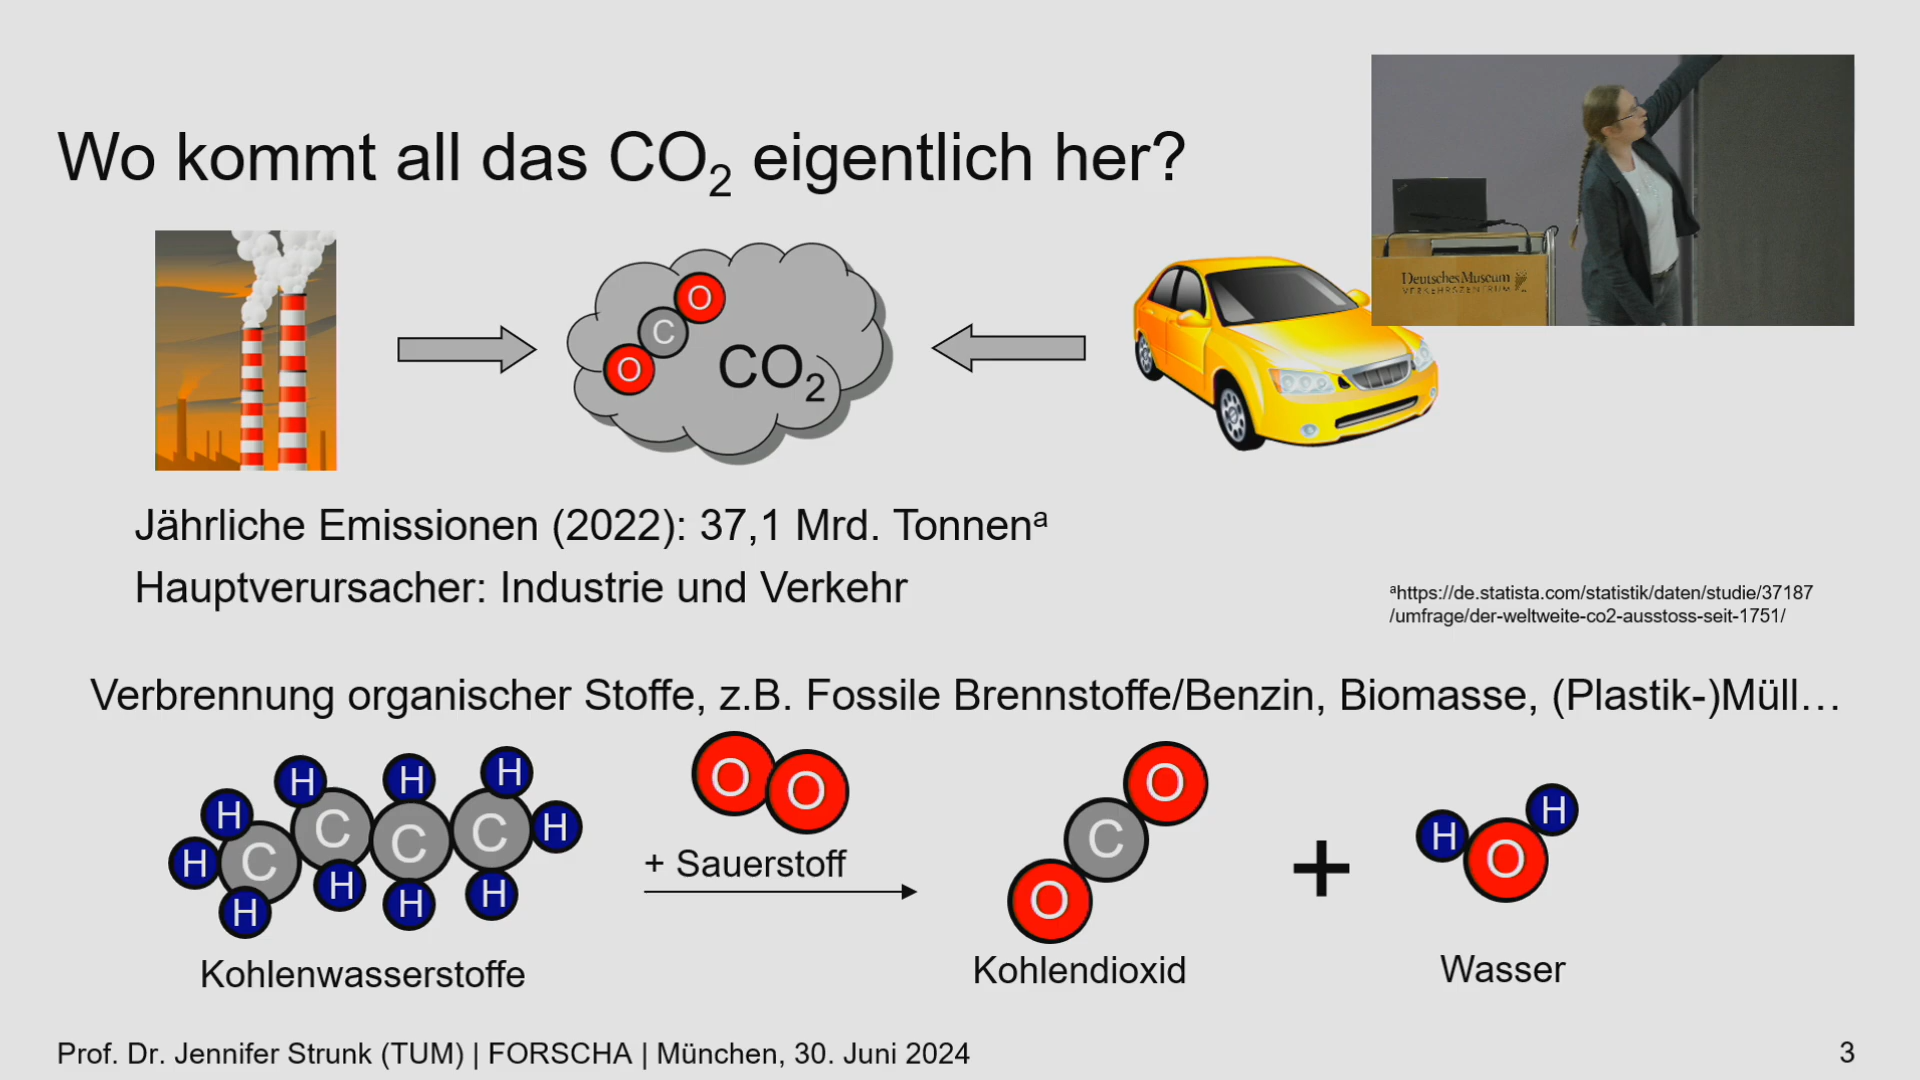 Wo kommt all das CO₂ eigentlich her?
Deutsches Museum
VERKEHRSZENTRUM
O
C
O
CO₂
Jährliche Emissionen (2022): 37,1 Mrd. Tonnenᵃ
Hauptverursacher: Industrie und Verkehr
ᵃhttps://de.statista.com/statistik/daten/studie/37187
/umfrage/der-weltweite-co2-ausstoss-seit-1751/
Verbrennung organischer Stoffe, z.B. Fossile Brennstoffe/Benzin, Biomasse, (Plastik-)Müll…
H H H H
H C C C C H
H H H H
O O
+ Sauerstoff
O
C
O
+
H H
O
Kohlenwasserstoffe
Kohlendioxid
Wasser
Prof. Dr. Jennifer Strunk (TUM) | FORSCHA | München, 30. Juni 2024
3